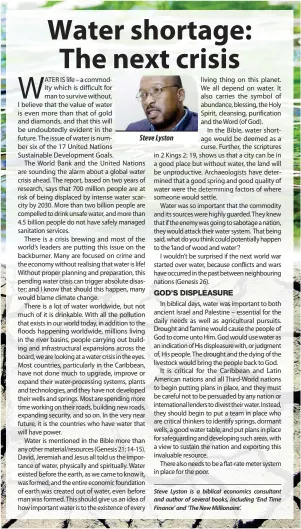 Water shortage:
The next crisis
WATER IS life – a commod-
ity which is difficult for
man to survive without.
I believe that the value of water
is even more than that of gold
and diamonds, and that this will
be undoubtedly evident in the
future. The issue of water is num-
ber six of the 17 United Nations
Sustainable Development Goals.
The World Bank and the United Nations
are sounding the alarm about a global water
crisis ahead. The report, based on two years of
research, says that 700 million people are at
risk of being displaced by intense water scar-
city by 2030. More than two billion people are
compelled to drink unsafe water, and more than
4.5 billion people do not have safely managed
sanitation services.
There is a crisis brewing and most of the
world's leaders are putting this issue on the
backburner. Many are focused on crime and
the economy without realising that water is life!
Without proper planning and preparation, this
pending water crisis can trigger absolute disas-
ter; and I know that should this happen, many
would blame climate change.
There is a lot of water worldwide, but not
much of it is drinkable. With all the pollution
that exists in our world today, in addition to the
floods happening worldwide, millions living
in the river basins, people carrying out build-
ing and infrastructural expansions across the
board, we are looking at a water crisis in the eyes.
Most countries, particularly in the Caribbean,
have not done much to upgrade, improve or
expand their water-processing systems, plants
and technologies, and they have not developed
their wells and springs. Most are spending more
time working on their roads, building new roads,
expanding security, and so on. In the very near
future, it is the countries who have water that
will have power.
Water is mentioned in the Bible more than
any other material/resources (Genesis 21; 14-15).
David, Jeremiah and Jesus all told us the impor-
tance of water, physically and spiritually. Water
existed before the earth, as we came to know it,
was formed; and the entire economic foundation
of earth was created out of water, even before
man was formed. This should give us an idea of
how important water is to the existence of every
Steve Lyston
living thing on this planet.
We all depend on water. It
also carries the symbol of
abundance, blessing, the Holy
Spirit, cleansing, purification
and the Word (of God).
In the Bible, water short-
age would be deemed as a
curse. Further, the scriptures
in 2 Kings 2: 19, shows us that a city can be in
a good place but without water, the land will
be unproductive. Archaeologists have deter-
mined that a good spring and good quality of
water were the determining factors of where
someone would settle.
Water was so important that the commodity
and its sources were highly guarded. They knew
that if the enemy was going to sabotage a nation,
they would attack their water system. That being
said, what do you think could potentially happen
to the 'land of wood and water'?
I wouldn't be surprised if the next world war
started over water, because conflicts and wars
have occurred in the past between neighbouring
nations (Genesis 26).
GOD'S DISPLEASURE
In biblical days, water was important to both
ancient Israel and Palestine – essential for the
daily needs as well as agricultural pursuits.
Drought and famine would cause the people of
God to come unto Him. God would use water as
an indication of His displeasure with, or judgment
of, His people. The drought and the dying of the
livestock would bring the people back to God.
It is critical for the Caribbean and Latin
American nations and all Third-World nations
to begin putting plans in place, and they must
be careful not to be persuaded by any nation or
international lenders to divest their water. Instead,
they should begin to put a team in place who
are critical thinkers to identify springs, dormant
wells, a good water table, and put plans in place
for safeguarding and developing such areas, with
a view to sustain the nation and exporting this
invaluable resource.
There also needs to be a flat-rate meter system
in place for the poor.
Steve Lyston is a biblical economics consultant
and author of several books, including 'End Time
Finance' and 'The New Millionaire'.